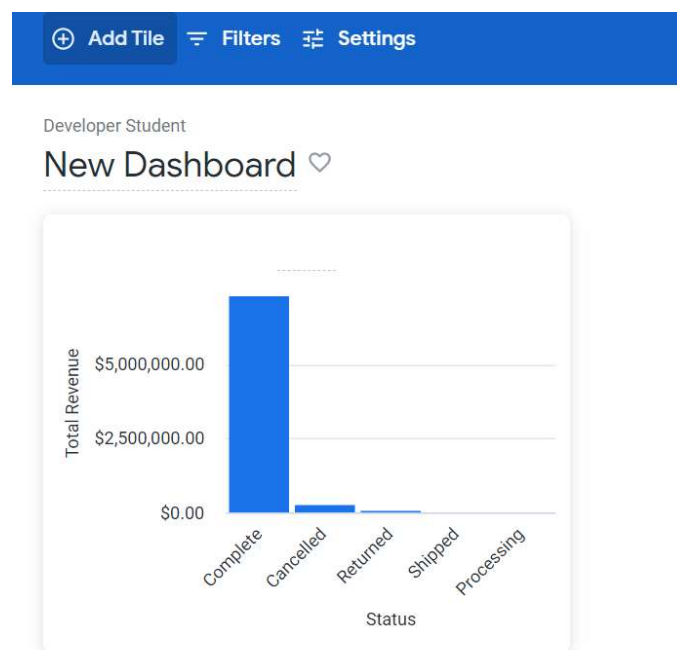 Add Tile Filters Settings
Developer Student
New Dashboard
Total Revenue
$5,000,000.00
$2,500,000.00
$0.00
Complete Cancelled Returned Shipped Processing
Status